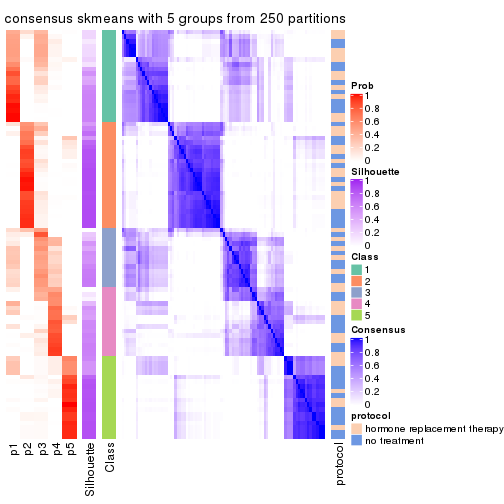 consensus skmeans with 5 groups from 250 partitions
Prob
1
0.8
0.6
0.4
0.2
0
Silhouette
1
0.8
0.6
0.4
0.2
0
Class
1
2
3
4
5
Consensus
1
0.8
0.6
0.4
0.2
0
protocol
hormone replacement therapy
no treatment
p1
p2
p3
p4
p5
Silhouette
Class
protocol